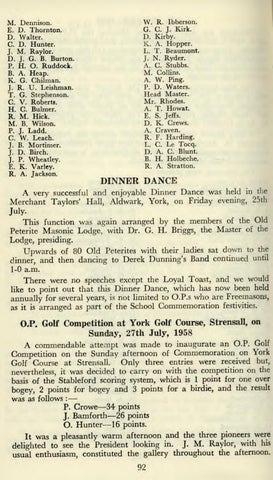 M. Dennison.
E. D. Thornton.
D. Walter.
C. D. Hunter.
J. M. Raylor.
D. J. G. B. Burton.
P. H. O. Ruddock.
B. A. Heap.
K. G. Chilman.
J. R. U. Leishman.
T. G. Stephenson.
C. V. Roberts.
H. C. Bulmer.
R. M. Hick.
M. B. Wilson.
P. J. Ladd.
C. W. Leach.
J. B. Mortimer.
J. D. Birch.
J. P. Wheatley.
E. K. Varley.
R. A. Jackson.
W. R. Ibberson.
G. C. J. Kirk.
D. Kirby.
K. A. Hopper.
L. T. Beaumont.
J. N. Ryder.
A. C. Stubbs.
M. Collins.
A. W. Ping.
P. D. Waters.
Head Master.
Mr. Rhodes.
A. T. Howat.
E. S. Jeffs.
D. K. Crews.
A. Craven.
R. F. Harding.
L. C. Le Tocq.
D. A. C. Blunt.
B. H. Holbeche.
R. A. Stratton.
DINNER DANCE
A very successful and enjoyable Dinner Dance was held in the
Merchant Taylors' Hall, Aldwark, York, on Friday evening, 25th
July.
This function was again arranged by the members of the Old
Peterite Masonic Lodge, with Dr. G. H. Briggs, the Master of the
Lodge, presiding.
Upwards of 80 Old Peterites with their ladies sat down to the
dinner, and then dancing to Derek Dunning's Band continued until
1-0 a.m.
There were no speeches except the Loyal Toast, and we would
like to point out that this Dinner Dance, which has now been held
annually for several years, is not limited to O.P.s who are Freemasons,
as it is arranged as part of the School Commemoration festivities.
O.P. Golf Competition at York Golf Course, Strensall, on
Sunday, 27th July, 1958
A commendable attempt was made to inaugurate an O.P. Golf
Competition on the Sunday afternoon of Commemoration on York
Golf Course at Strensall. Only three entries were received but,
nevertheless, it was decided to carry on with the competition on the
basis of the Stableford scoring system, which is 1 point for one over
bogey, 2 points for bogey and 3 points for a birdie, and the result
was as follows :—
P. Crowe—34 points
J. Bamforth—26 points
O. Hunter—16 points.
It was a pleasantly warm afternoon and the three pioneers were
delighted to see the President looking in. J. M. Raylor, with his
usual enthusiasm, constituted the gallery throughout the afternoon.
92